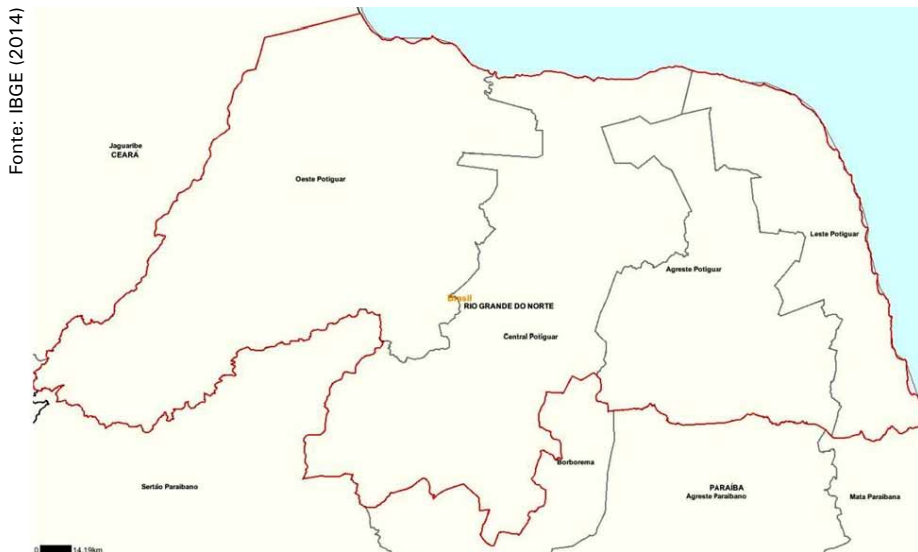 Fonte: IBGE (2014)
Jaguaribe
CEARÁ
Oeste Potiguar
Leste Potiguar
Agreste Potiguar
Brasil
RIO GRANDE DO NORTE
Central Potiguar
Borborema
Sertão Paraibano
PARAÍBA
Agreste Paraibano
Mata Paraibana
0 14.19km